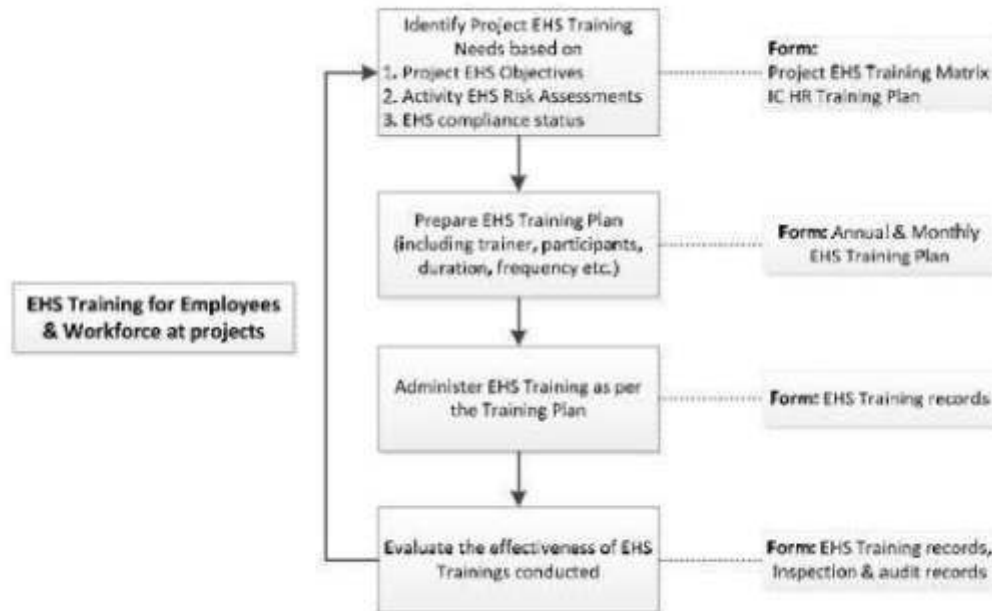 Identify Project EHS Training
Needs based on
1. Project EHS Objectives
2. Activity EHS Risk Assessments
3. EHS compliance status
Form:
Project EHS Training Matrix
IC HR Training Plan
Prepare EHS Training Plan
(including trainer, participants,
duration, frequency etc.)
Form: Annual & Monthly
EHS Training Plan
EHS Training for Employees
& Workforce at projects
Administer EHS Training as per
the Training Plan
Form: EHS Training records
Evaluate the effectiveness of EHS
Trainings conducted
Form: EHS Training records,
Inspection & audit records